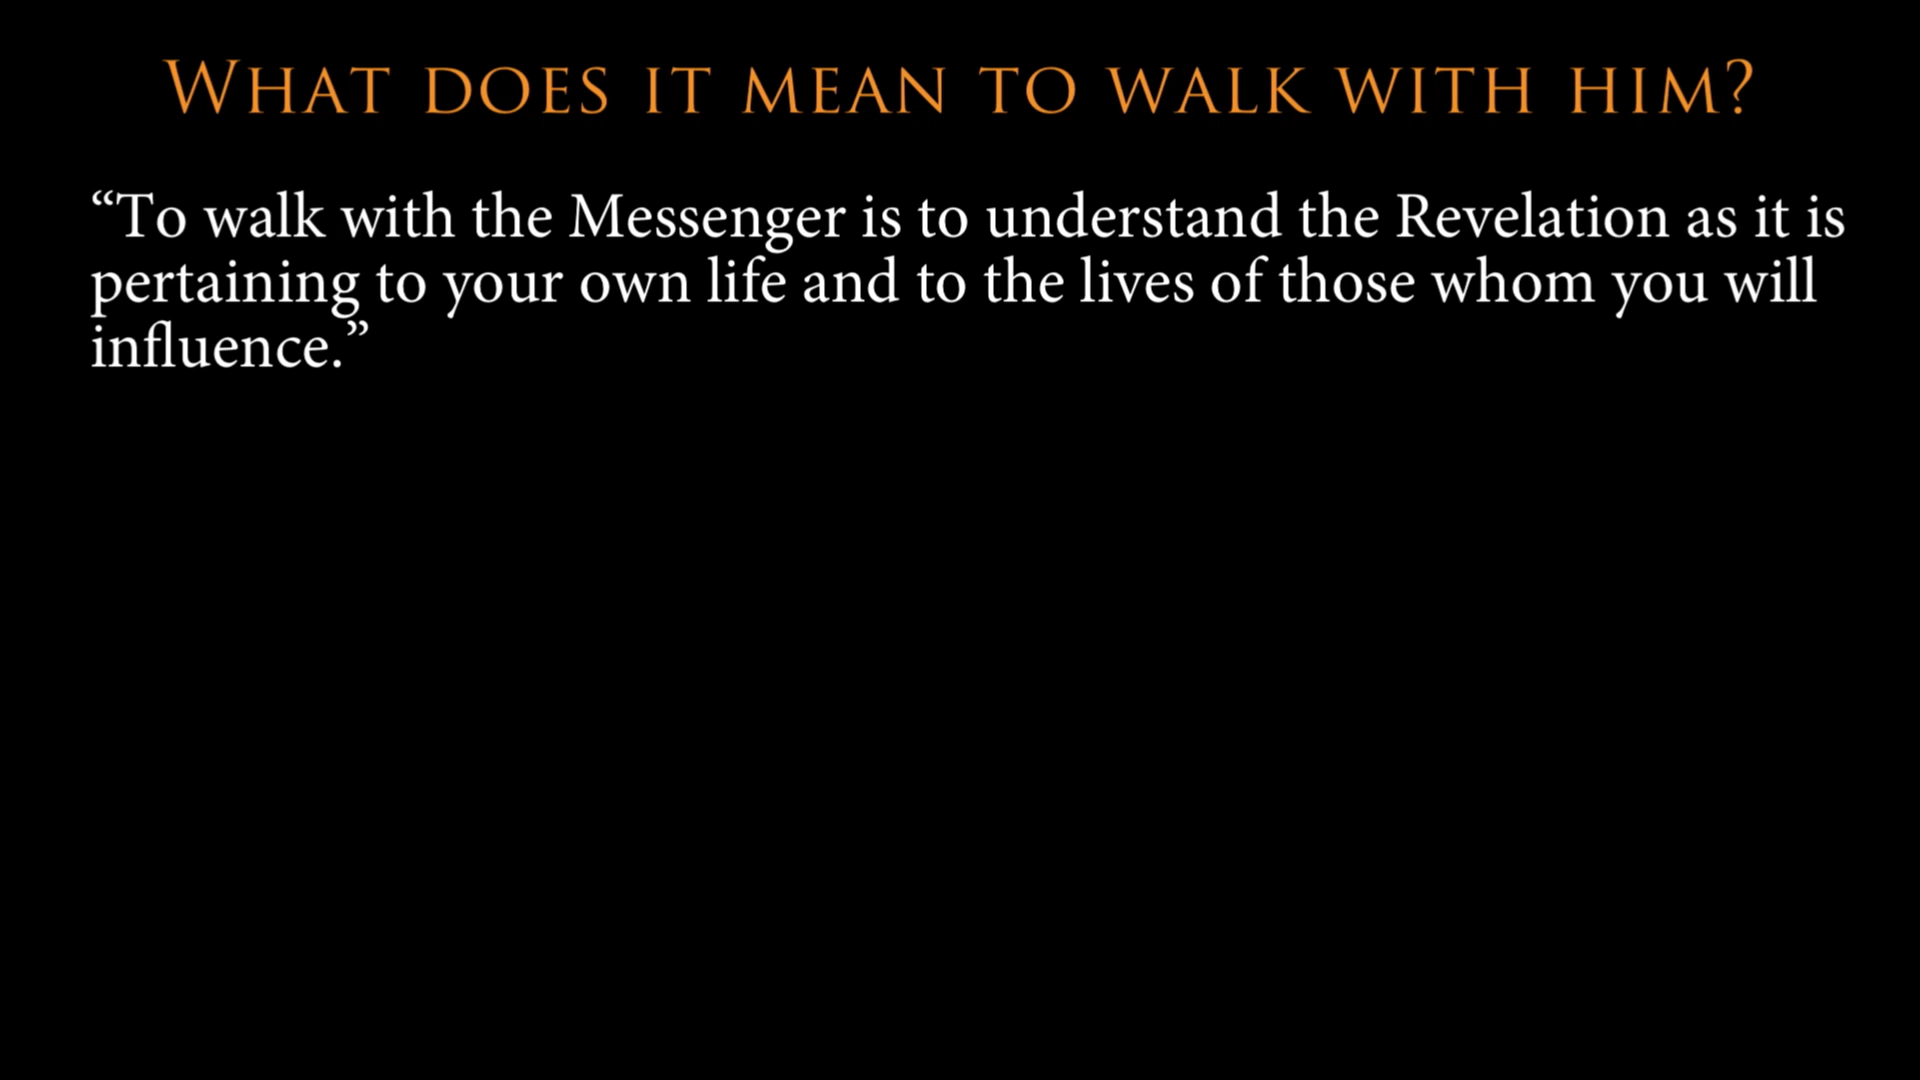 What does it mean to walk with him?
“To walk with the Messenger is to understand the Revelation as it is
pertaining to your own life and to the lives of those whom you will
influence.”